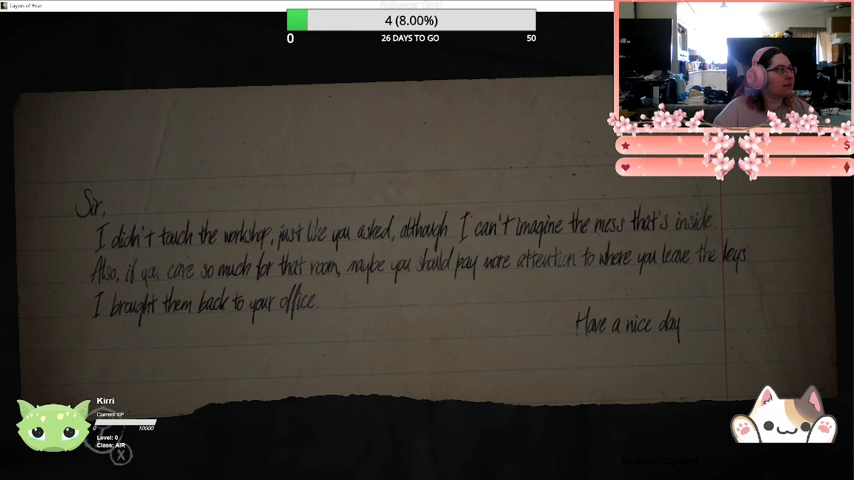 Layers of Fear
Follower Goal
4 (8.00%)
0
26 DAYS TO GO
50
Sir,
I didn't touch the workshop, just like you asked, although I can't imagine the mess that's inside.
Also, if you care so much for that room, maybe you should pay more attention to where you leave the keys.
I brought them back to your office.
Have a nice day
Kirri
Current XP
10000
Level: 0
Class: AIR
X